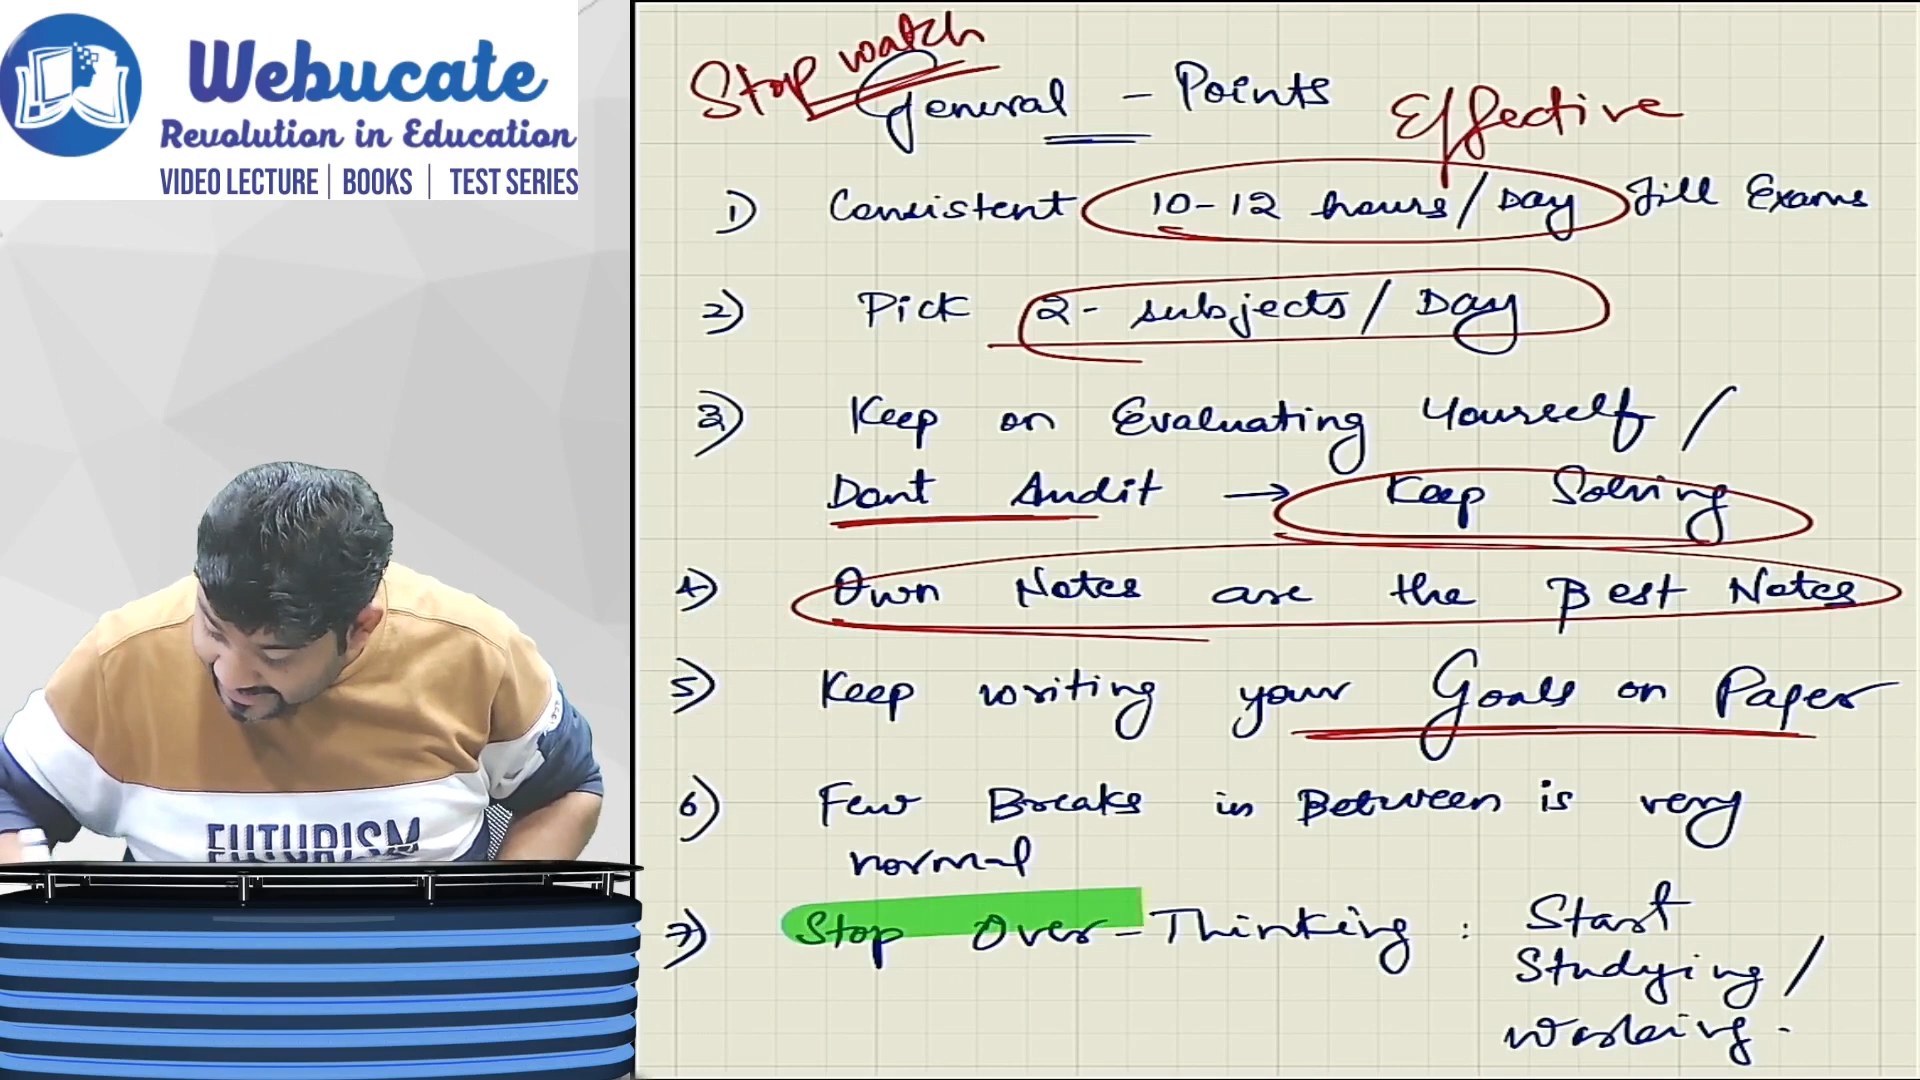 Webucate
Revolution in Education
VIDEO LECTURE | BOOKS | TEST SERIES
FUTURISM
Stop watch
General - Points
Effective
1) Consistent 10-12 hours/Day Till Exams
2) Pick 2- subjects/Day
3) Keep on Evaluating Yourself /
Dont Audit → Keep Solving
4) Own Notes are the Best Notes
5) Keep writing your Goals on Paper
6) Few Breaks in Between is very
normal
7) Stop Over-Thinking : Start
Studying /
Working.